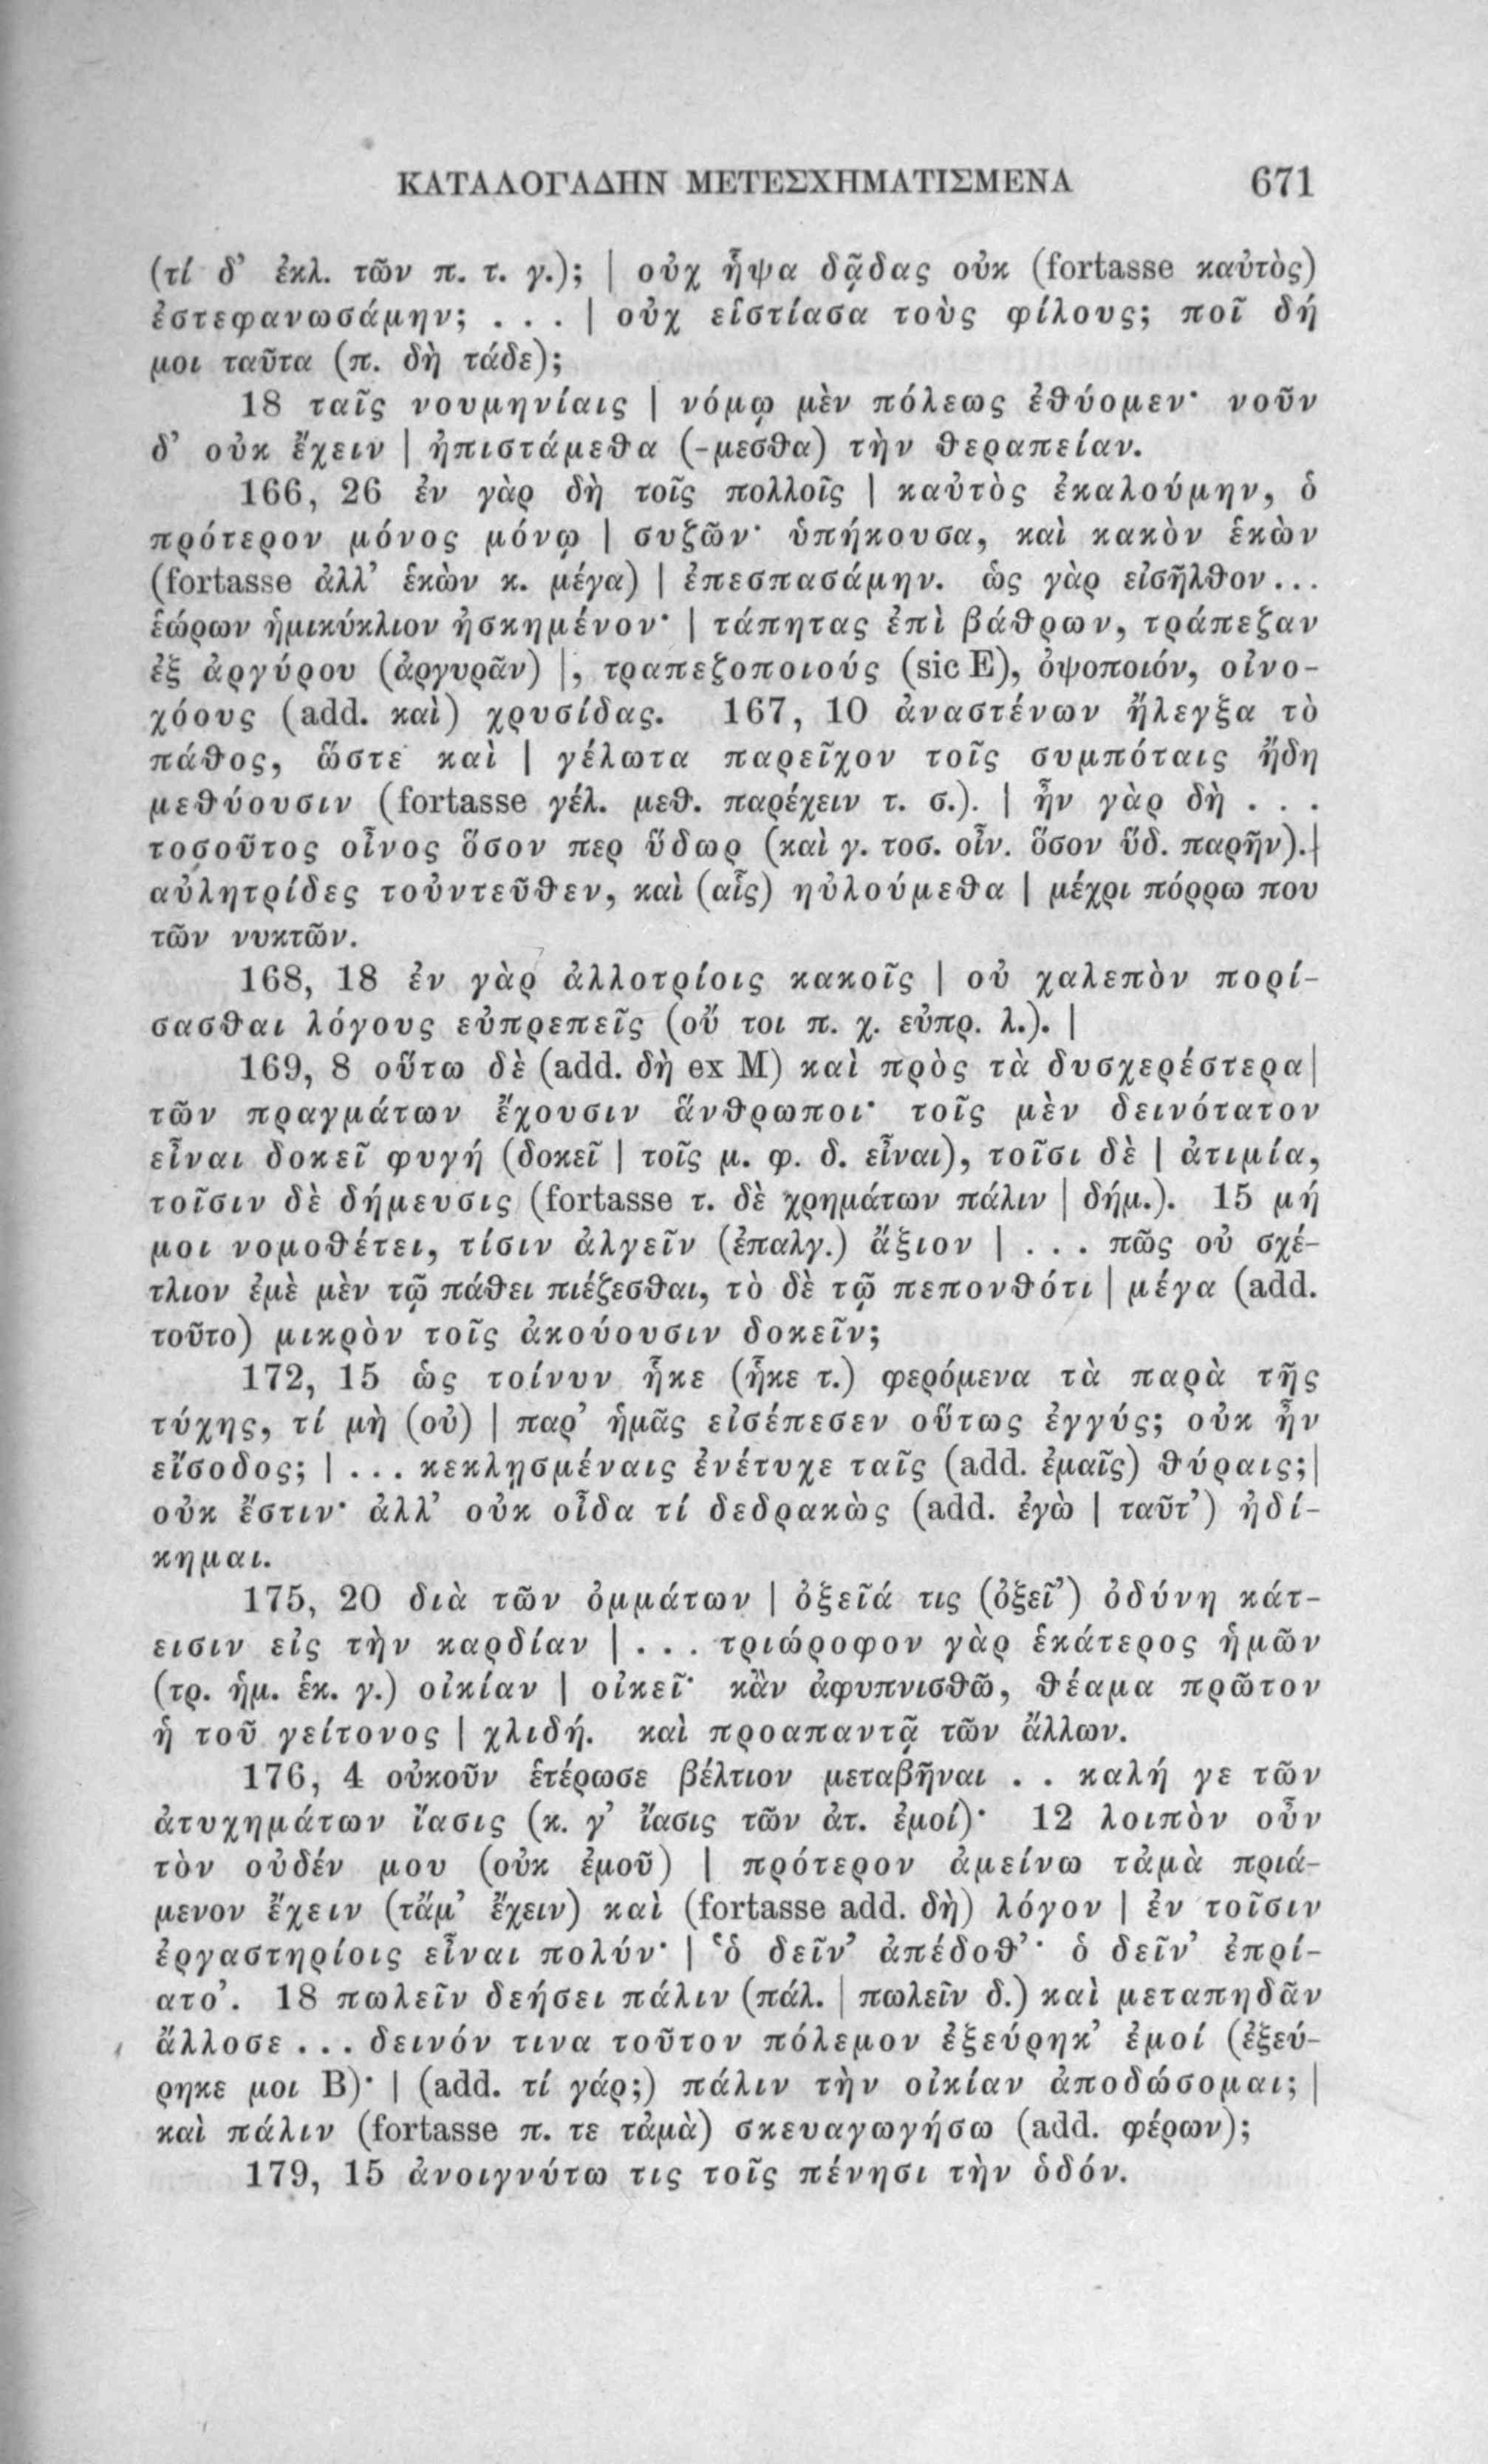 ΚΑΤΑΛΟΓΑΔΗΝ ΜΕΤΕΣΧΗΜΑΤΙΣΜΕΝΑ 671
(τί δ’ ἐκλ. τῶν π. τ. γ.); | οὐχ ἧψα δᾷδας οὐκ (fortasse καὐτὸς)
ἐστεφανωσάμην; . . . | οὐχ εἱστίασα τοὺς φίλους; ποῖ δή
μοι ταῦτα (π. δὴ τάδε);
18 ταῖς νουμηνίαις | νόμῳ μὲν πόλεως ἐθύομεν· νοῦν
δ’ οὐκ ἔχειν | ἠπιστάμεθα (-μεσθα) τὴν θεραπείαν.
166, 26 ἐν γὰρ δὴ τοῖς πολλοῖς | καὐτὸς ἐκαλούμην, ὁ
πρότερον μόνος μόνῳ | συζῶν· ὑπήκουσα, καὶ κακὸν ἑκὼν
(fortasse ἀλλ’ ἑκὼν κ. μέγα) | ἐπεσπασάμην. ὡς γὰρ εἰσῆλθον ...
ἑώρων ἡμικύκλιον ἠσκημένον· | τάπητας ἐπὶ βάθρων, τράπεζαν
ἐξ ἀργύρου (ἀργυρᾶν) |, τραπεζοποιούς (sic E), ὀψοποιόν, οἰνο-
χόους (add. καὶ) χρυσίδας. 167, 10 ἀναστένων ἤλεγξα τὸ
πάθος, ὥστε καὶ | γέλωτα παρεῖχον τοῖς συμπόταις ἤδη
μεθύουσιν (fortasse γέλ. μεθ. παρέχειν τ. σ.). | ἦν γὰρ δὴ . . .
τοσοῦτος οἶνος ὅσον περ ὕδωρ (καὶ γ. τοσ. οἶν. ὅσον ὕδ. παρῆν). |
αὐλητρίδες τοὐντεῦθεν, καὶ (αἷς) ηὐλούμεθα | μέχρι πόρρω που
τῶν νυκτῶν.
168, 18 ἐν γὰρ ἀλλοτρίοις κακοῖς | οὐ χαλεπὸν πορί-
σασθαι λόγους εὐπρεπεῖς (οὔ τοι π. χ. εὐπρ. λ.). |
169, 8 οὕτω δὲ (add. δὴ ex M) καὶ πρὸς τὰ δυσχερέστερα |
τῶν πραγμάτων ἔχουσιν ἅνθρωποι· τοῖς μὲν δεινότατον
εἶναι δοκεῖ φυγή (δοκεῖ | τοῖς μ. φ. δ. εἶναι), τοῖσι δὲ | ἀτιμία,
τοῖσιν δὲ δήμευσις (fortasse τ. δὲ χρημάτων πάλιν | δήμ.). 15 μή
μοι νομοθέτει, τίσιν ἀλγεῖν (ἐπαλγ.) ἄξιον | . . . πῶς οὐ σχέ-
τλιον ἐμὲ μὲν τῷ πάθει πιέζεσθαι, τὸ δὲ τῷ πεπονθότι | μέγα (add.
τοῦτο) μικρὸν τοῖς ἀκούουσιν δοκεῖν;
172, 15 ὡς τοίνυν ἧκε (ἧκε τ.) φερόμενα τὰ παρὰ τῆς
τύχης, τί μὴ (οὐ) | παρ’ ἡμᾶς εἰσέπεσεν οὕτως ἐγγύς; οὐκ ἦν
εἴσοδος; | . . . κεκλῃσμέναις ἐνέτυχε ταῖς (add. ἐμαῖς) θύραις; |
οὐκ ἔστιν· ἀλλ’ οὐκ οἶδα τί δεδρακὼς (add. ἐγὼ | ταῦτ’) ἠδί-
κημαι.
175, 20 διὰ τῶν ὀμμάτων | ὀξεῖά τις (ὀξεῖ’) ὀδύνη κάτ-
εισιν εἰς τὴν καρδίαν | . . . τριώροφον γὰρ ἑκάτερος ἡμῶν
(τρ. ἡμ. ἑκ. γ.) οἰκίαν | οἰκεῖ· κἂν ἀφυπνισθῶ, θέαμα πρῶτον
ἡ τοῦ γείτονος | χλιδή. καὶ προαπαντᾷ τῶν ἄλλων.
176, 4 οὐκοῦν ἑτέρωσε βέλτιον μεταβῆναι . . καλή γε τῶν
ἀτυχημάτων ἴασις (κ. γ’ ἴασις τῶν ἀτ. ἐμοί)· 12 λοιπὸν οὖν
τὸν οὐδέν μου (οὐκ ἐμοῦ) | πρότερον ἀμείνω τἀμὰ πριά-
μενον ἔχειν (τἄμ’ ἔχειν) καὶ (fortasse add. δὴ) λόγον | ἐν τοῖσιν
ἐργαστηρίοις εἶναι πολύν· | ‘ὁ δεῖν’ ἀπέδοθ’· ὁ δεῖν’ ἐπρί-
ατο’. 18 πωλεῖν δεήσει πάλιν (πάλ. | πωλεῖν δ.) καὶ μεταπηδᾶν
ἄλλοσε ... δεινόν τινα τοῦτον πόλεμον ἐξεύρηκ’ ἐμοί (ἐξεύ-
ρηκε μοι B)· | (add. τί γάρ;) πάλιν τὴν οἰκίαν ἀποδώσομαι; |
καὶ πάλιν (fortasse π. τε τἀμὰ) σκευαγωγήσω (add. φέρων);
179, 15 ἀνοιγνύτω τις τοῖς πένησι τὴν ὁδόν.